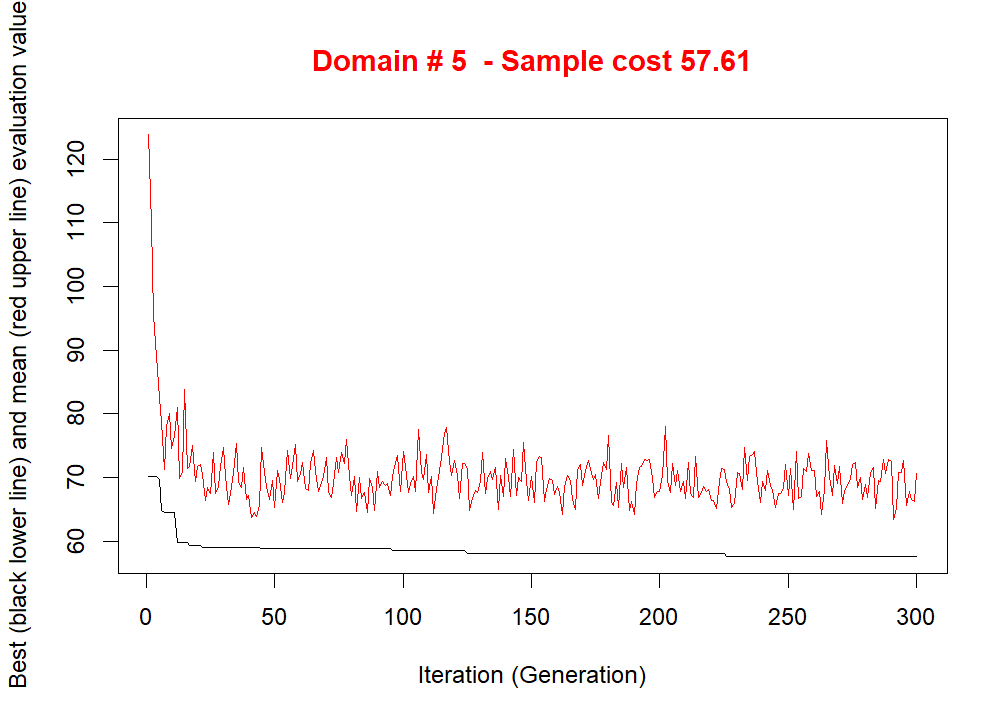 Domain # 5  - Sample cost 57.61
Best (black lower line) and mean (red upper line) evaluation value
120
110
100
90
80
70
60
0 50 100 150 200 250 300
Iteration (Generation)